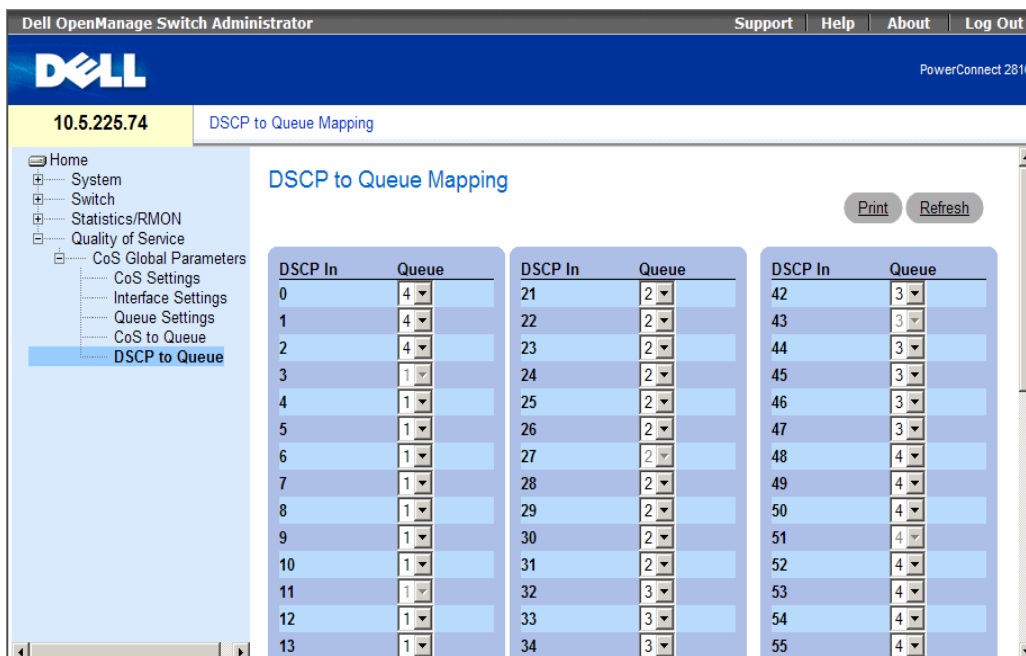 Dell OpenManage Switch Administrator
Support | Help | About | Log Out
DELL
PowerConnect 281
10.5.225.74
DSCP to Queue Mapping
Home
System
Switch
Statistics/RMON
Quality of Service
CoS Global Parameters
CoS Settings
Interface Settings
Queue Settings
CoS to Queue
DSCP to Queue
DSCP to Queue Mapping
Print Refresh
DSCP In Queue DSCP In Queue DSCP In Queue
0 4 21 2 42 3
1 4 22 2 43 3
2 4 23 2 44 3
3 1 24 2 45 3
4 1 25 2 46 3
5 1 26 2 47 3
6 1 27 2 48 4
7 1 28 2 49 4
8 1 29 2 50 4
9 1 30 2 51 4
10 1 31 2 52 4
11 1 32 3 53 4
12 1 33 3 54 4
13 1 34 3 55 4